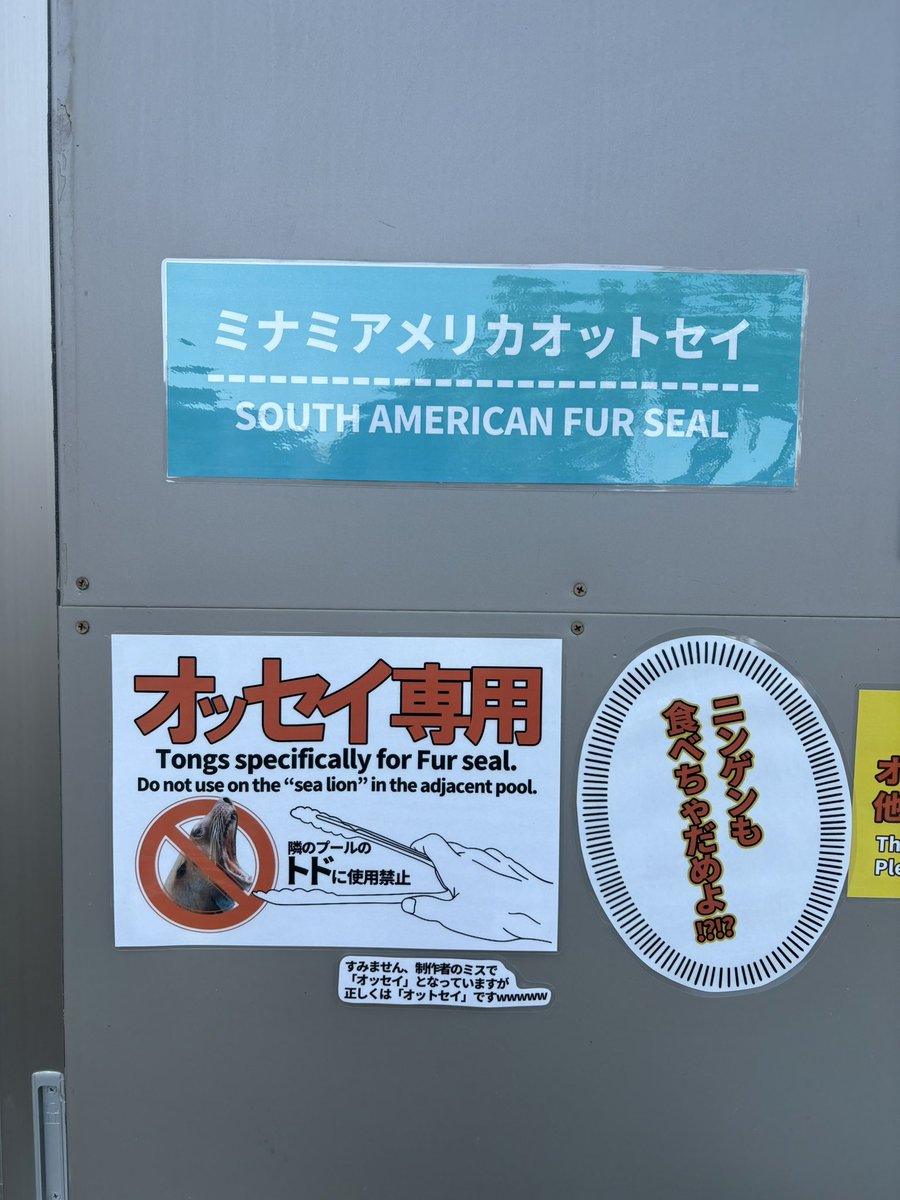 ミナミアメリカオットセイ
SOUTH AMERICAN FUR SEAL
オッセイ専用
Tongs specifically for Fur seal.
Do not use on the “sea lion” in the adjacent pool.
隣のプールの
トドに使用禁止
すみません、制作者のミスで
「オッセイ」となっていますが
正しくは「オットセイ」ですwwwww
ニンゲンも
食べちゃだめよ!?!?
オ
他
Th
Ple